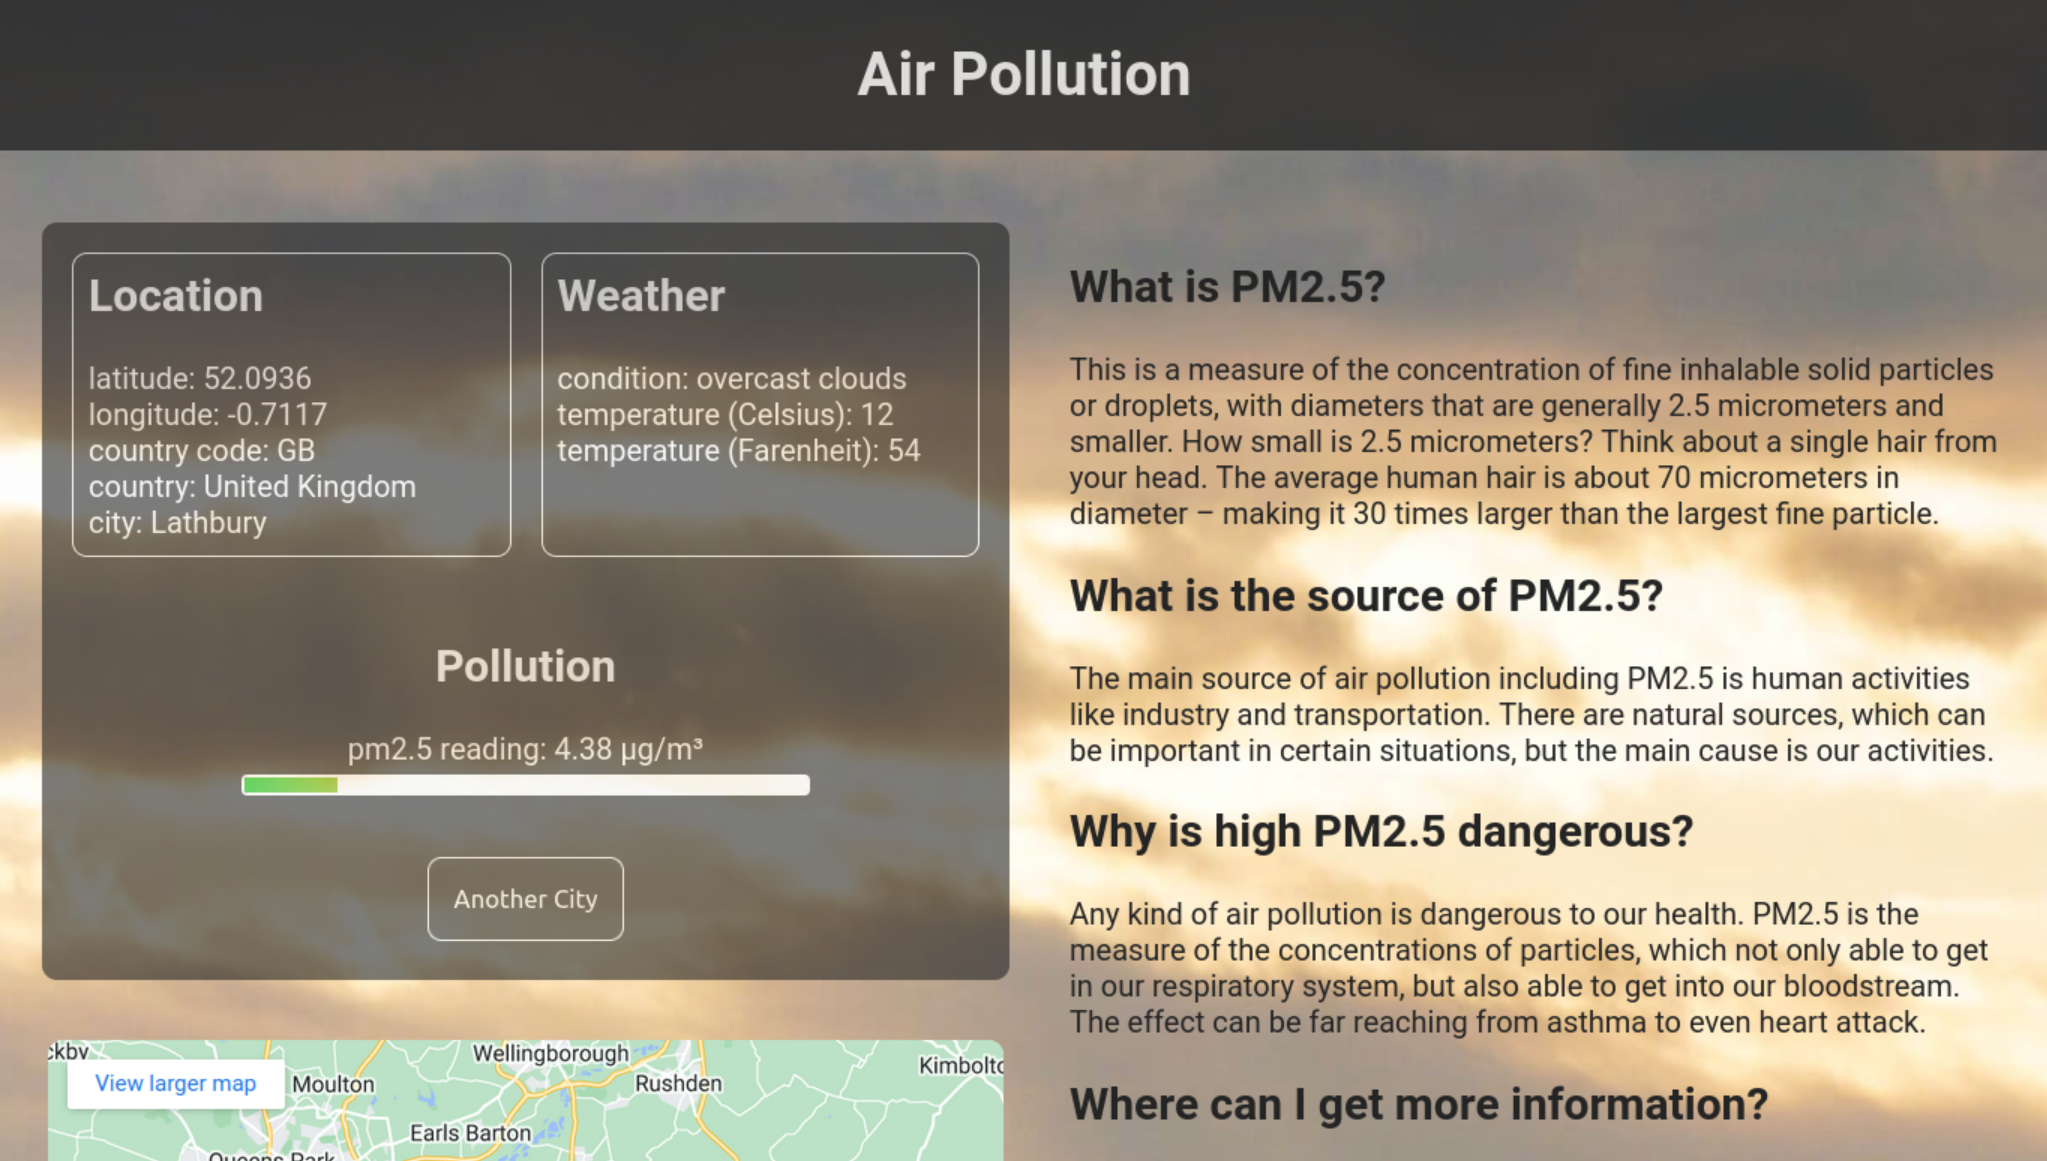 Air Pollution
Location
latitude: 52.0936
longitude: -0.7117
country code: GB
country: United Kingdom
city: Lathbury
Weather
condition: overcast clouds
temperature (Celsius): 12
temperature (Farenheit): 54
Pollution
pm2.5 reading: 4.38 µg/m³
Another City
View larger map
Moulton
Wellingborough
Rushden
Earls Barton
What is PM2.5?
This is a measure of the concentration of fine inhalable solid particles
or droplets, with diameters that are generally 2.5 micrometers and
smaller. How small is 2.5 micrometers? Think about a single hair from
your head. The average human hair is about 70 micrometers in
diameter – making it 30 times larger than the largest fine particle.
What is the source of PM2.5?
The main source of air pollution including PM2.5 is human activities
like industry and transportation. There are natural sources, which can
be important in certain situations, but the main cause is our activities.
Why is high PM2.5 dangerous?
Any kind of air pollution is dangerous to our health. PM2.5 is the
measure of the concentrations of particles, which not only able to get
in our respiratory system, but also able to get into our bloodstream.
The effect can be far reaching from asthma to even heart attack.
Where can I get more information?